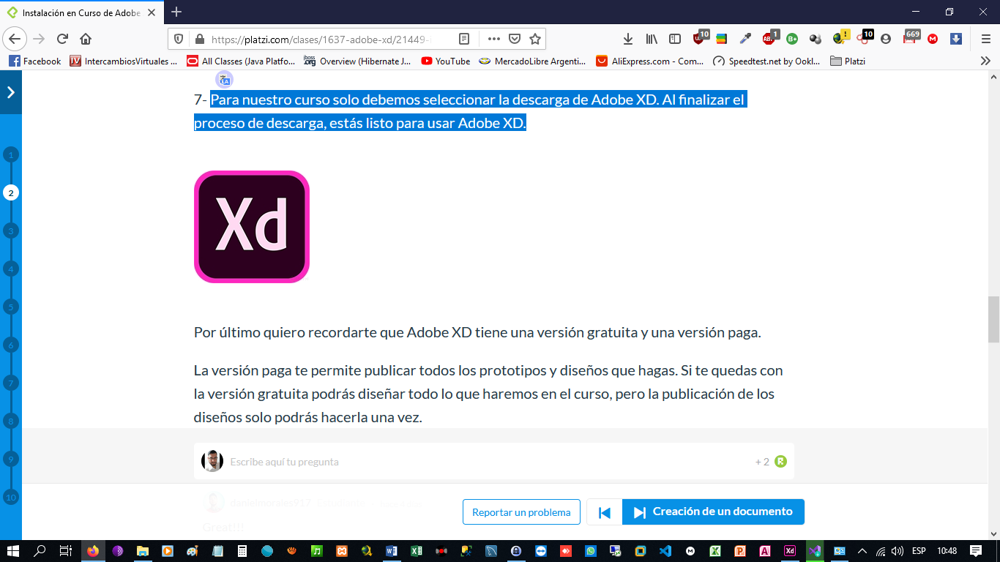 Instalación en Curso de Adobe
https://platzi.com/clases/1637-adobe-xd/21449-
10
1
10
669
Facebook
IntercambiosVirtuales ...
All Classes (Java Platfo...
Overview (Hibernate J...
YouTube
MercadoLibre Argenti...
AliExpress.com - Com...
Speedtest.net by Ookl...
Platzi
7- Para nuestro curso solo debemos seleccionar la descarga de Adobe XD. Al finalizar el
proceso de descarga, estás listo para usar Adobe XD.
1
2
3
4
5
6
7
8
9
10
Xd
Por último quiero recordarte que Adobe XD tiene una versión gratuita y una versión paga.
La versión paga te permite publicar todos los prototipos y diseños que hagas. Si te quedas con
la versión gratuita podrás diseñar todo lo que haremos en el curso, pero la publicación de los
diseños solo podrás hacerla una vez.
Escribe aquí tu pregunta
+ 2
danielmorales917
Great!!!
Reportar un problema
Creación de un documento
ESP
10:48